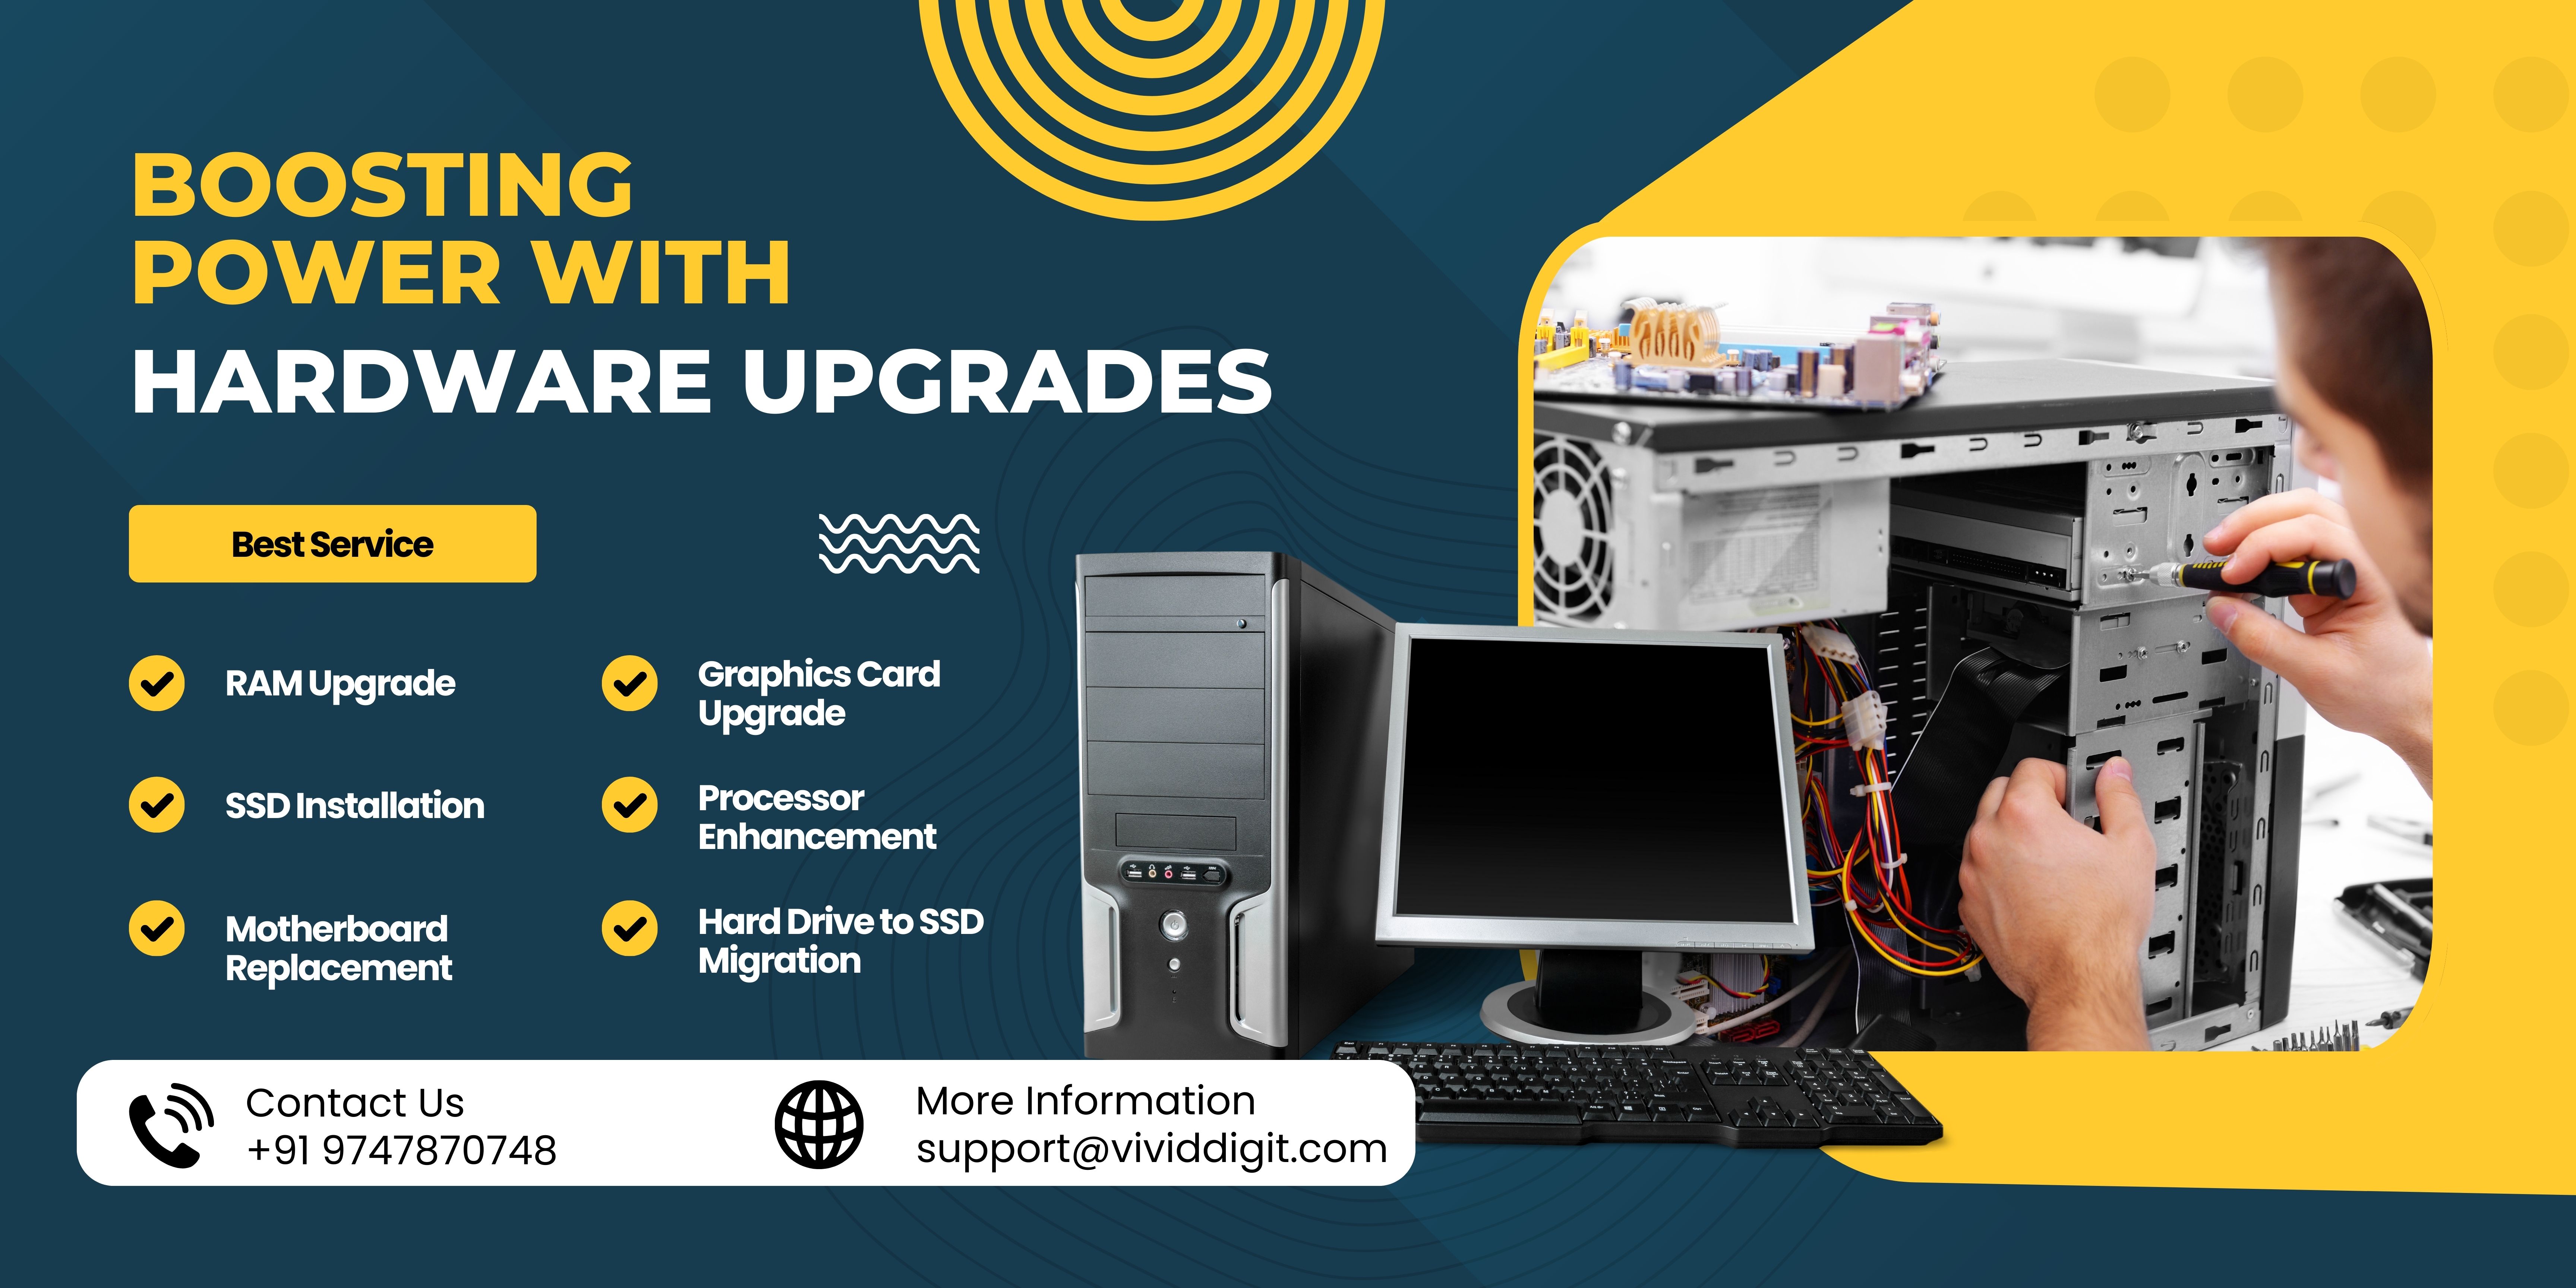 BOOSTING
POWER WITH
HARDWARE UPGRADES
Best Service
RAM Upgrade
Graphics Card
Upgrade
SSD Installation
Processor
Enhancement
Motherboard
Replacement
Hard Drive to SSD
Migration
Contact Us
+91 9747870748
More Information
support@vividdigit.com